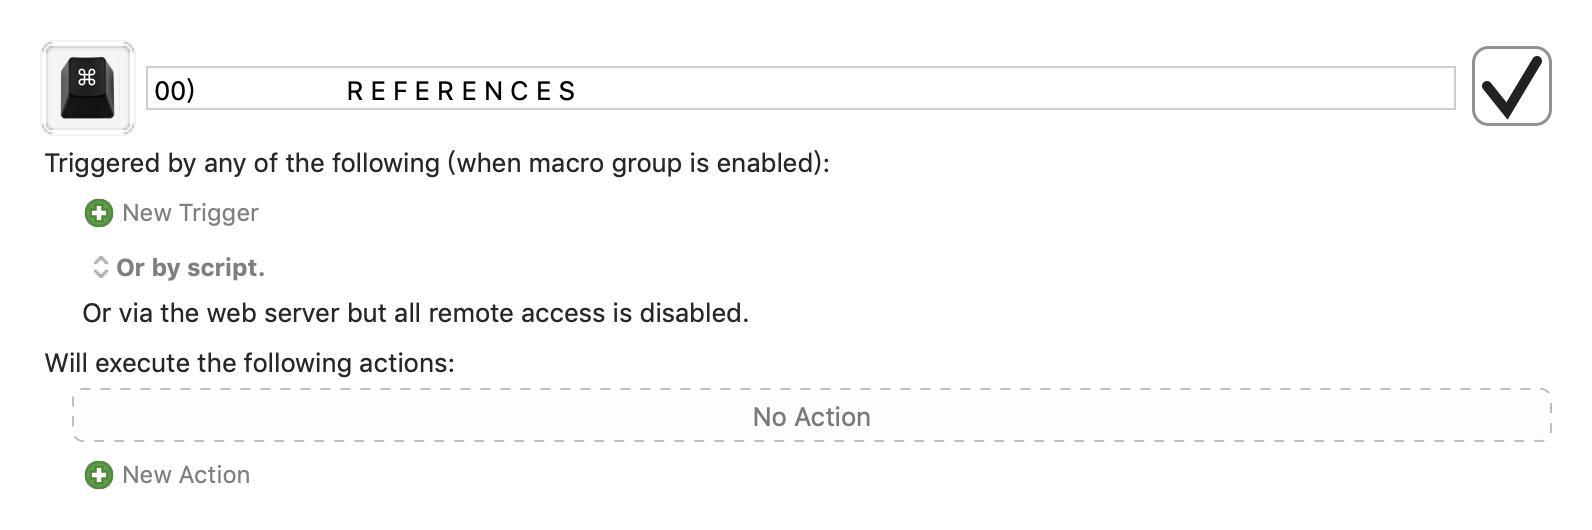 ⌘
00) R E F E R E N C E S
Triggered by any of the following (when macro group is enabled):
New Trigger
Or by script.
Or via the web server but all remote access is disabled.
Will execute the following actions:
No Action
New Action